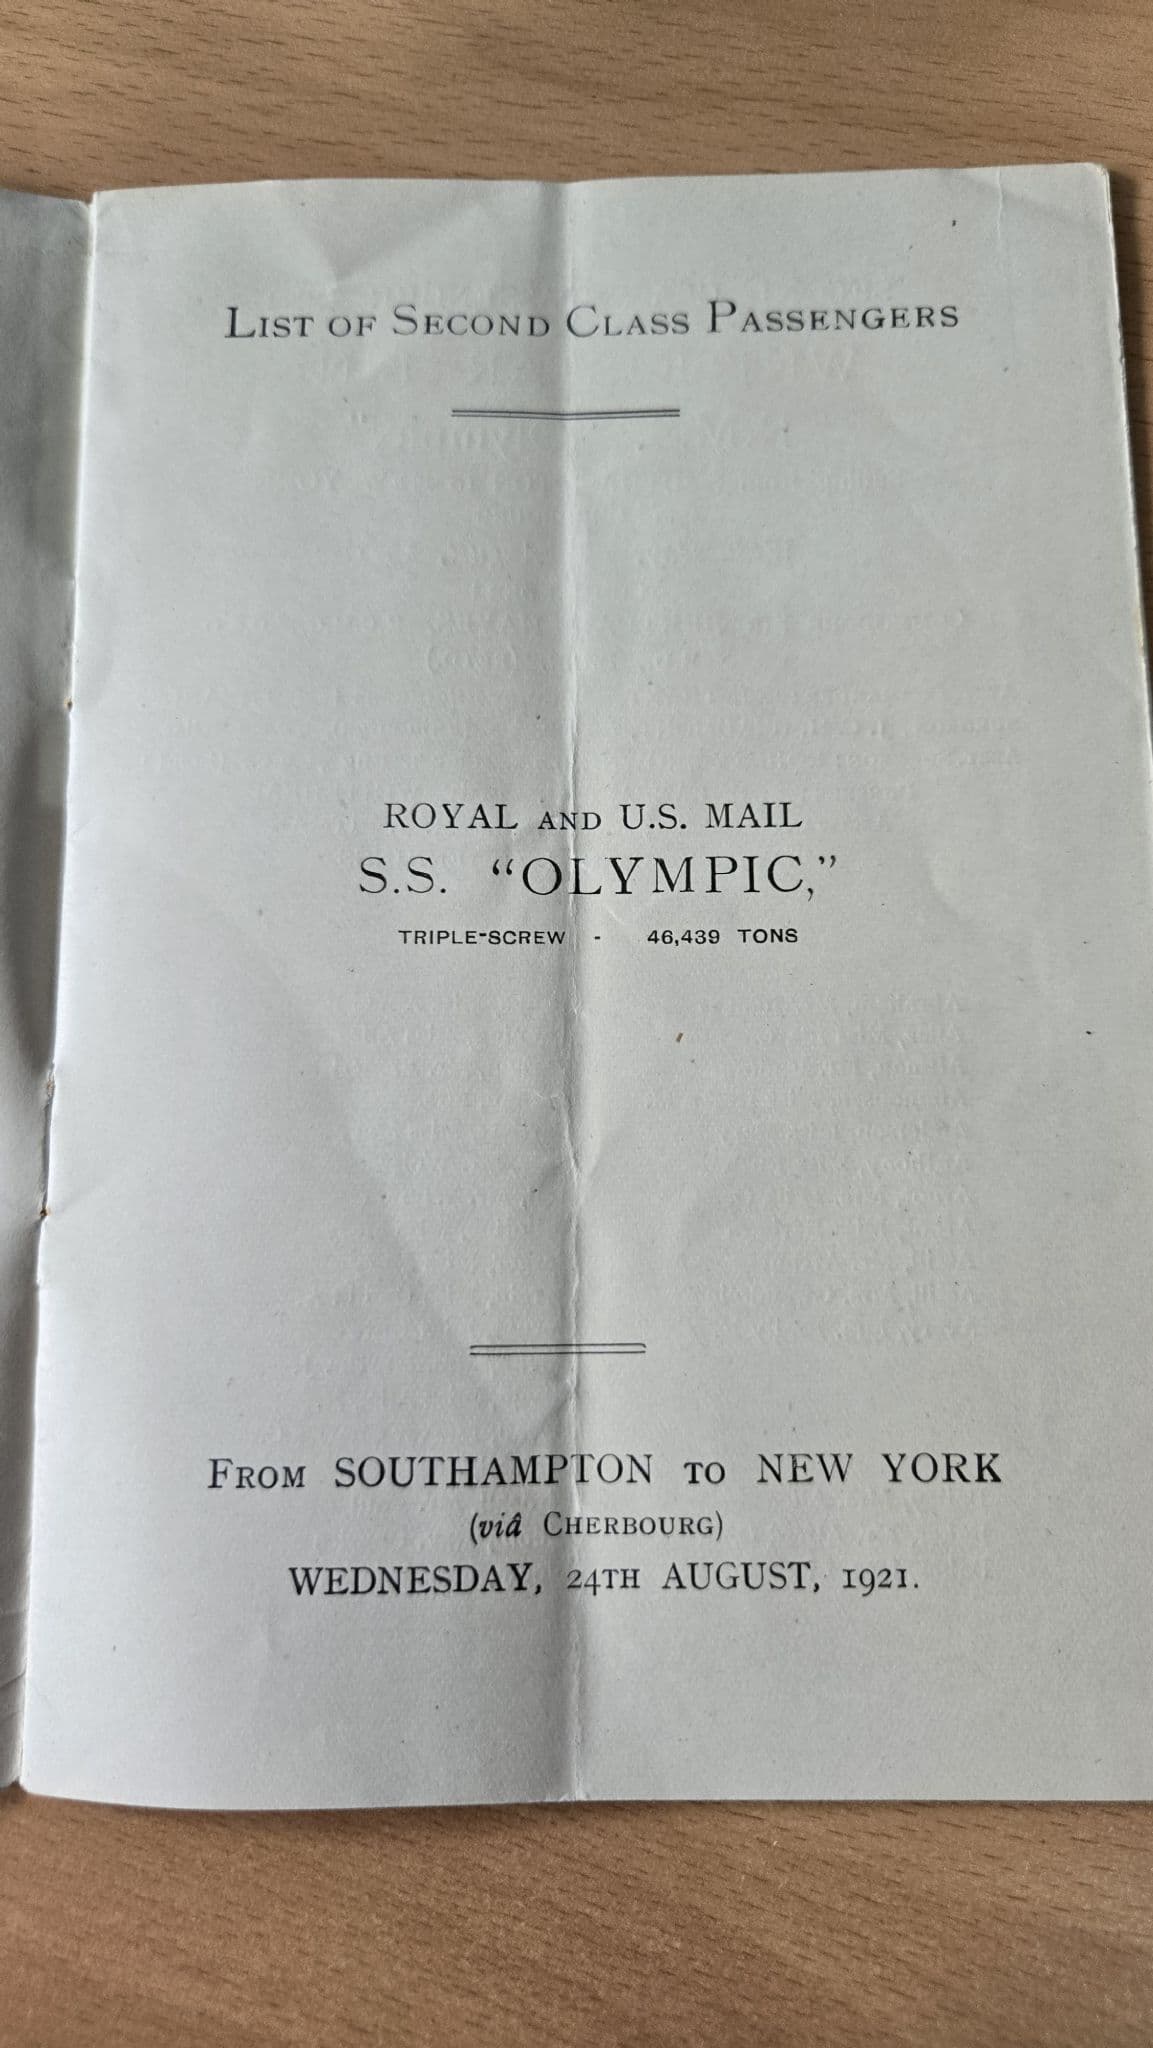 LIST OF SECOND CLASS PASSENGERS
ROYAL AND U.S. MAIL
S.S. “OLYMPIC,”
TRIPLE-SCREW - 46,439 TONS
FROM SOUTHAMPTON TO NEW YORK
(viâ CHERBOURG)
WEDNESDAY, 24TH AUGUST, 1921.